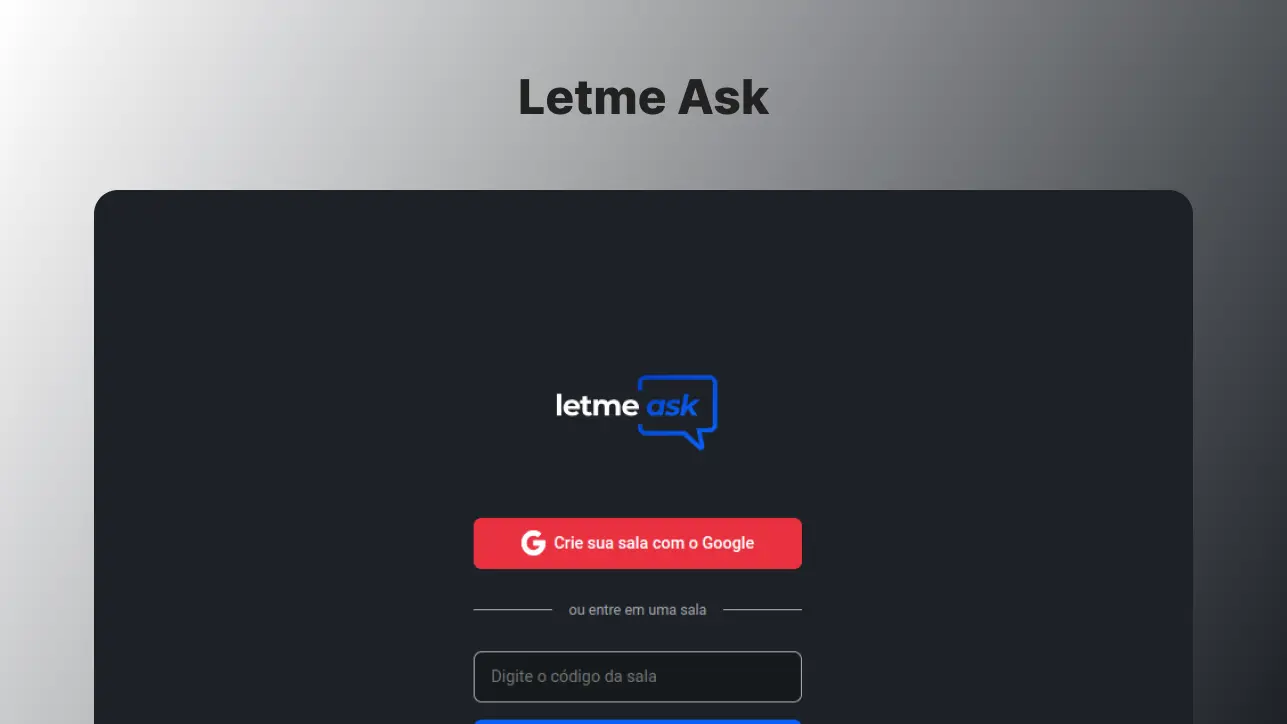 Letme Ask
letme ask
Crie sua sala com o Google
ou entre em uma sala
Digite o código da sala